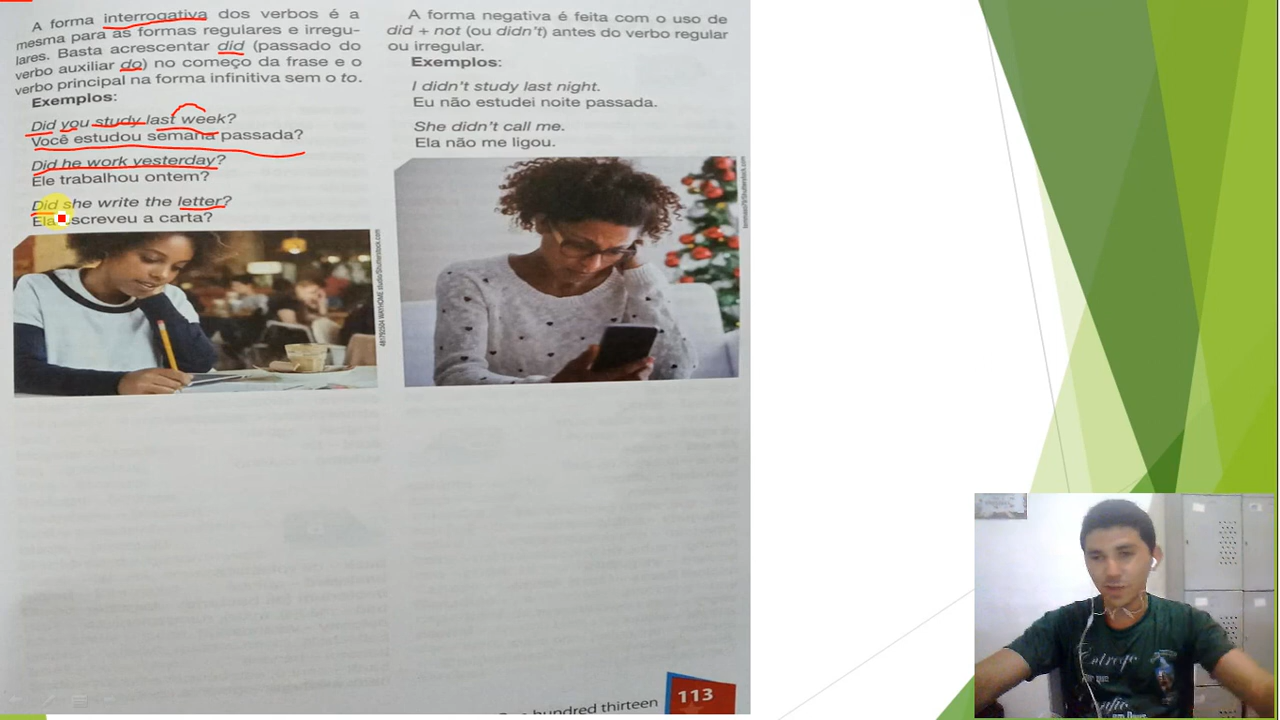 A forma interrogativa dos verbos é a
mesma para as formas regulares e irregu-
lares. Basta acrescentar did (passado do
verbo auxiliar do) no começo da frase e o
verbo principal na forma infinitiva sem o to.
Exemplos:
Did you study last week?
Você estudou semana passada?
Did he work yesterday?
Ele trabalhou ontem?
Did she write the letter?
Ela escreveu a carta?
A forma negativa é feita com o uso de
did + not (ou didn't) antes do verbo regular
ou irregular.
Exemplos:
I didn't study last night.
Eu não estudei noite passada.
She didn't call me.
Ela não me ligou.
hundred thirteen
113
Entrego
que